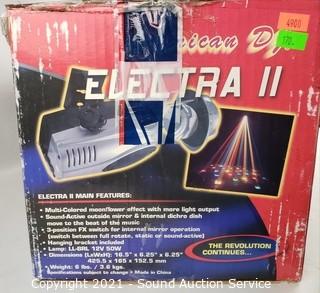 4900
170.
ican Dj
ELECTRA II
ELECTRA II MAIN FEATURES:
• Multi-Colored moonflower effect with more light output
• Sound-Active outside mirror & internal dichro dish
move to the beat of the music
• 3-position FX switch for internal mirror operation
(switch between full rotate, static or sound-active)
• Hanging bracket included
• Lamp: LL-BRL 12V 50W
• Dimensions (LxWxH): 16.5" x 6.25" x 6.25"
425.5 x 165 x 152.5 mm
• Weight: 8 lbs. / 3.6 kgs.
Specifications subject to change • Made in China
THE REVOLUTION
CONTINUES...
Copyright 2021 - Sound Auction Service